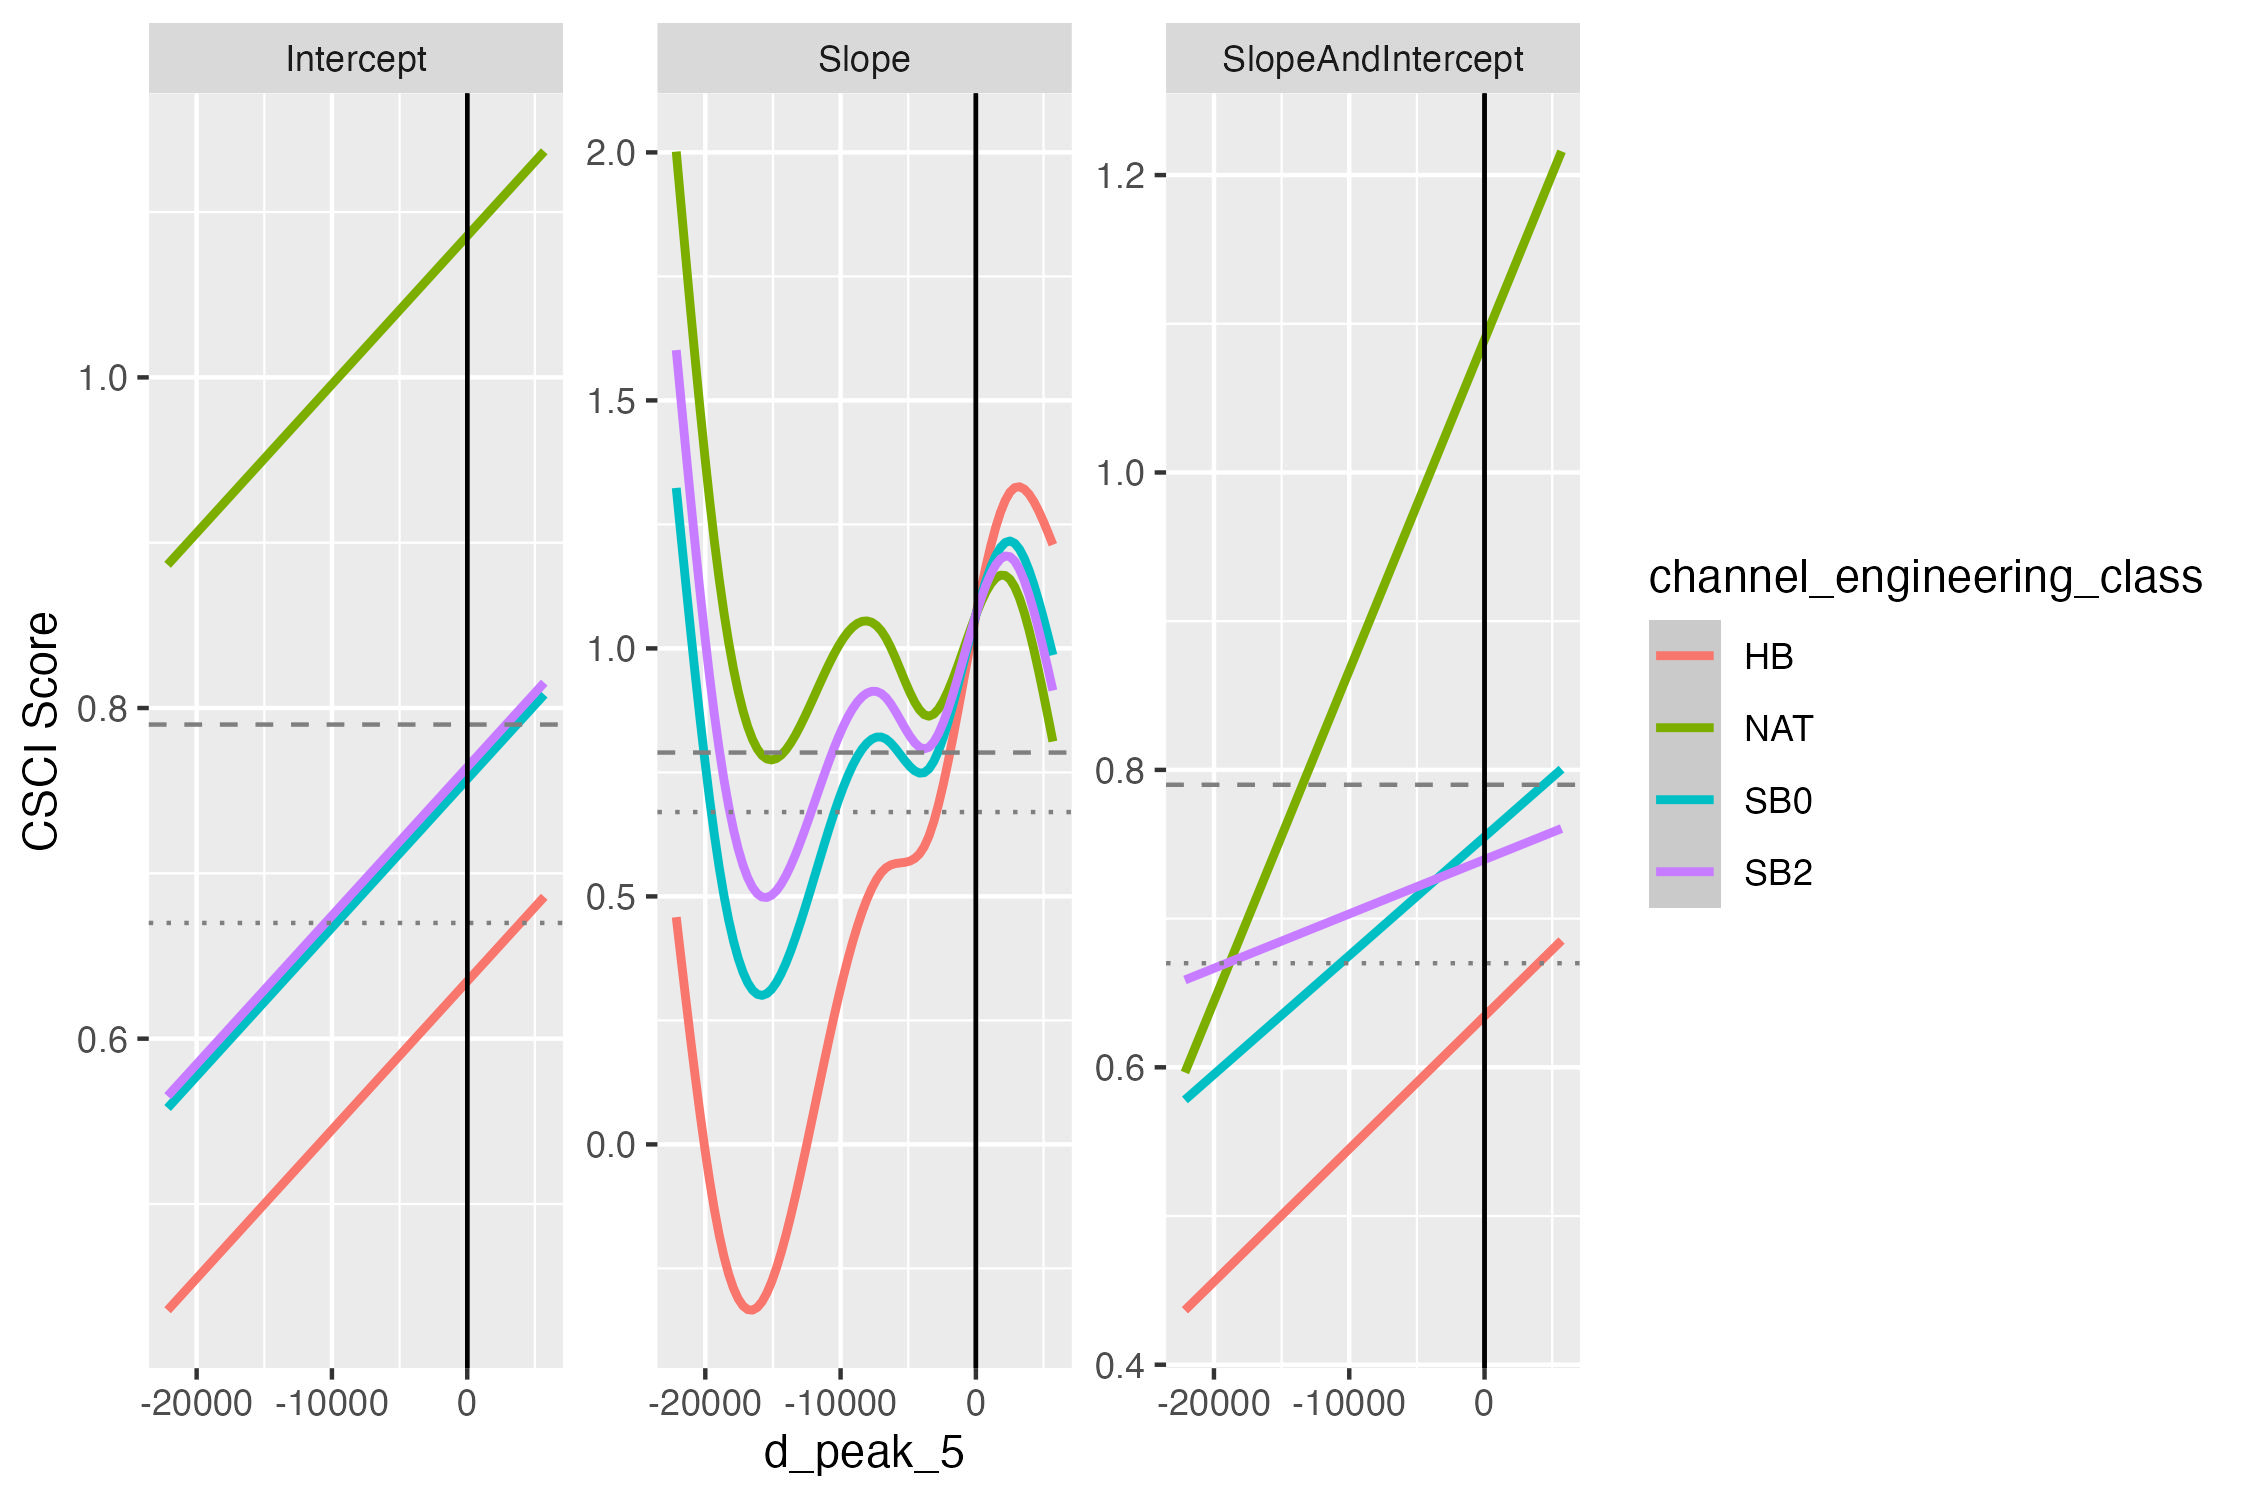 Intercept
Slope
SlopeAndIntercept
CSCI Score
1.0
0.8
0.6
2.0
1.5
1.0
0.5
0.0
1.2
1.0
0.8
0.6
0.4
-20000 -10000 0
-20000 -10000 0
-20000 -10000 0
d_peak_5
channel_engineering_class
HB
NAT
SB0
SB2